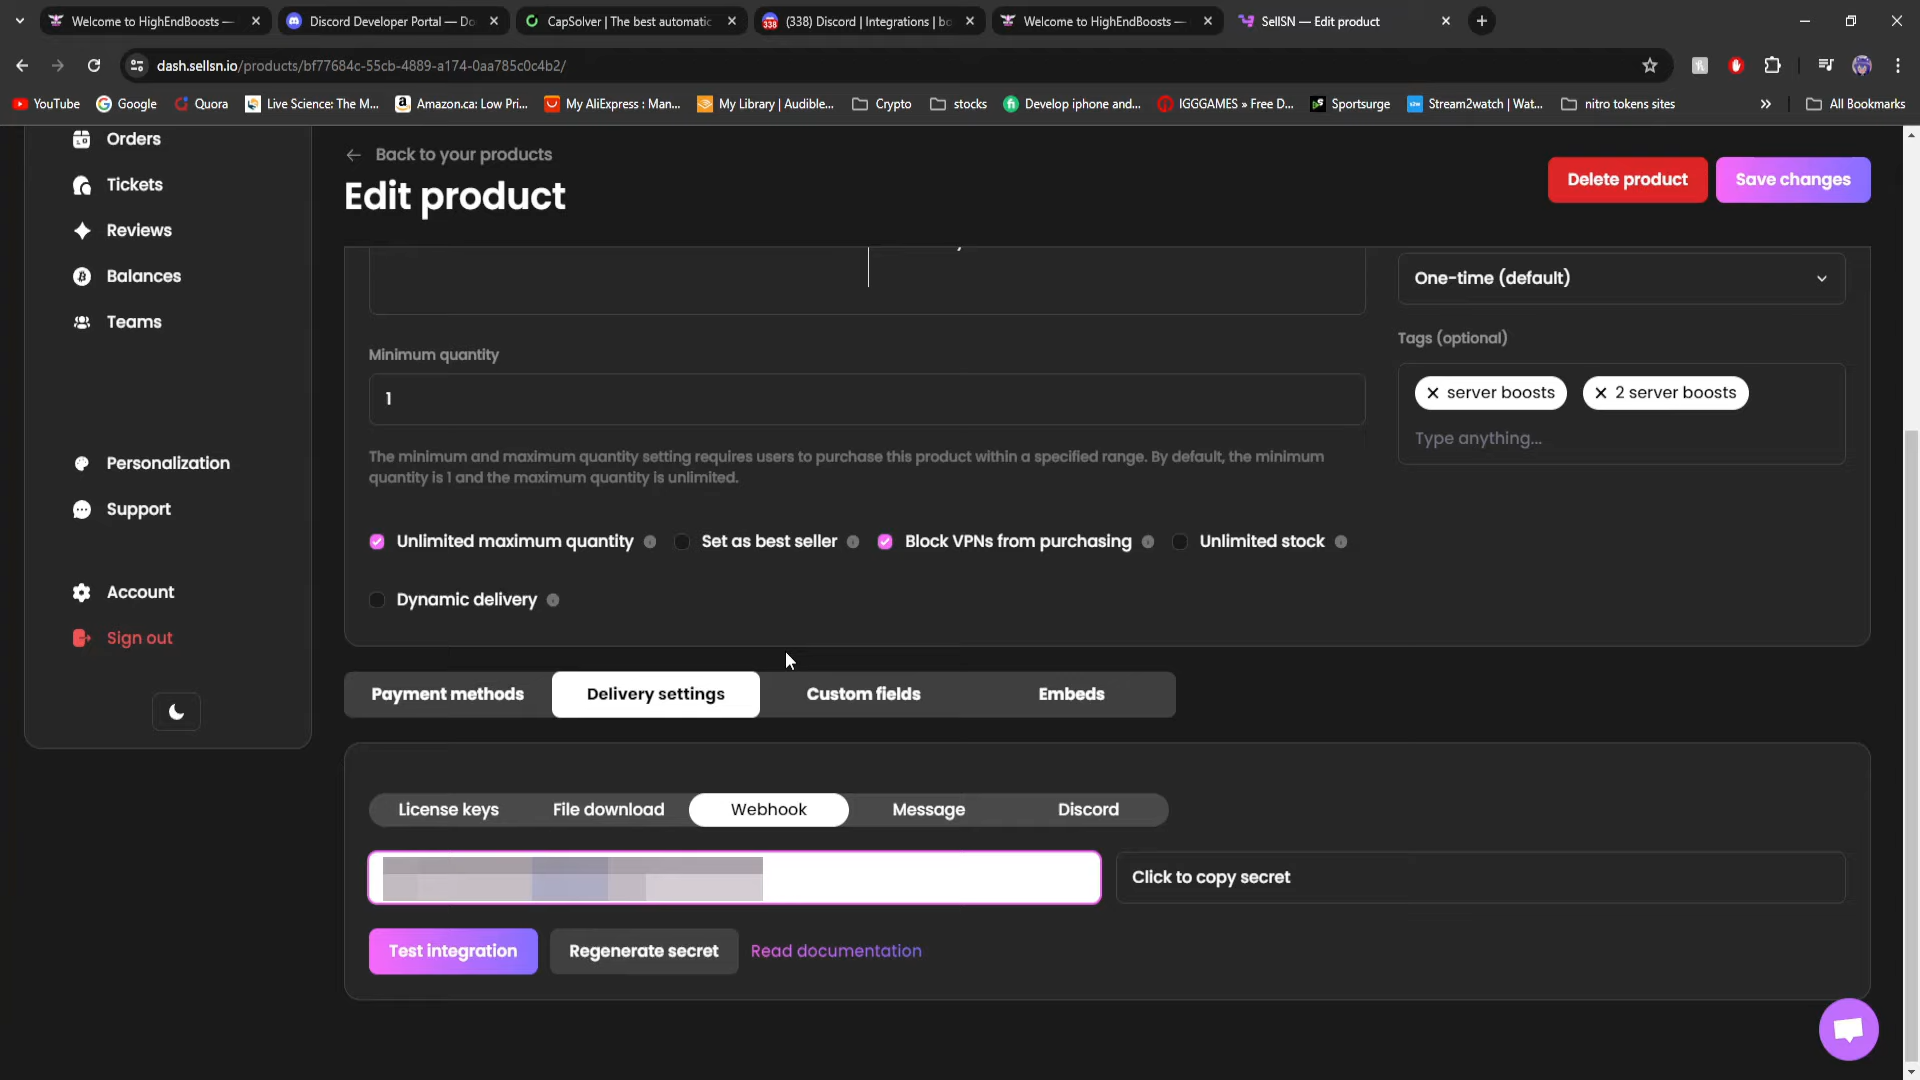 Welcome to HighEndBoosts —
Discord Developer Portal — Do
CapSolver | The best automatic
(338) Discord | Integrations | bo
Welcome to HighEndBoosts —
SellSN — Edit product
dash.sellsn.io/products/bf77684c-55cb-4889-a174-0aa785c0c4b2/
YouTube
Google
Quora
Live Science: The M...
Amazon.ca: Low Pri...
My AliExpress : Man...
My Library | Audible...
Crypto
stocks
Develop iphone and...
IGGGAMES » Free D...
Sportsurge
Stream2watch | Wat...
nitro tokens sites
All Bookmarks
Orders
Tickets
Reviews
Balances
Teams
Personalization
Support
Account
Sign out
Back to your products
Edit product
Delete product
Save changes
One-time (default)
Tags (optional)
server boosts
2 server boosts
Type anything...
Minimum quantity
1
The minimum and maximum quantity setting requires users to purchase this product within a specified range. By default, the minimum
quantity is 1 and the maximum quantity is unlimited.
Unlimited maximum quantity
Set as best seller
Block VPNs from purchasing
Unlimited stock
Dynamic delivery
Payment methods
Delivery settings
Custom fields
Embeds
License keys
File download
Webhook
Message
Discord
Click to copy secret
Test integration
Regenerate secret
Read documentation